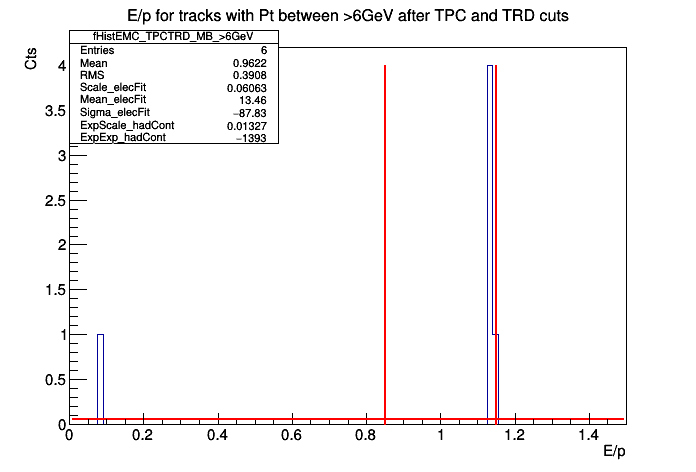 E/p for tracks with Pt between >6GeV after TPC and TRD cuts
fHistEMC_TPCTRD_MB_>6GeV
Entries 6
Mean 0.9622
RMS 0.3908
Scale_elecFit 0.06063
Mean_elecFit 13.46
Sigma_elecFit −87.83
ExpScale_hadCont 0.01327
ExpExp_hadCont −1393
Cts
4
3.5
3
2.5
2
1.5
1
0.5
0
0 0.2 0.4 0.6 0.8 1 1.2 1.4
E/p